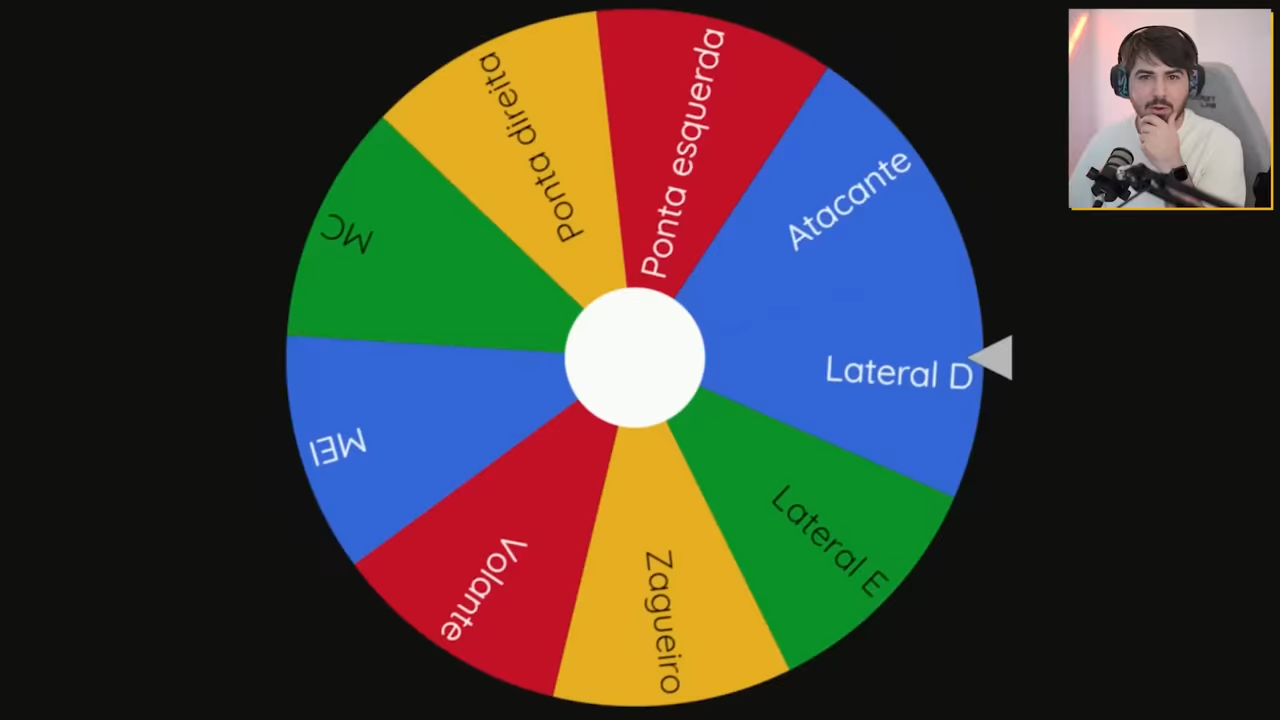 Ponta esquerda
Atacante
Lateral D
Lateral E
Zagueiro
Volante
MEI
MC
Ponta direita